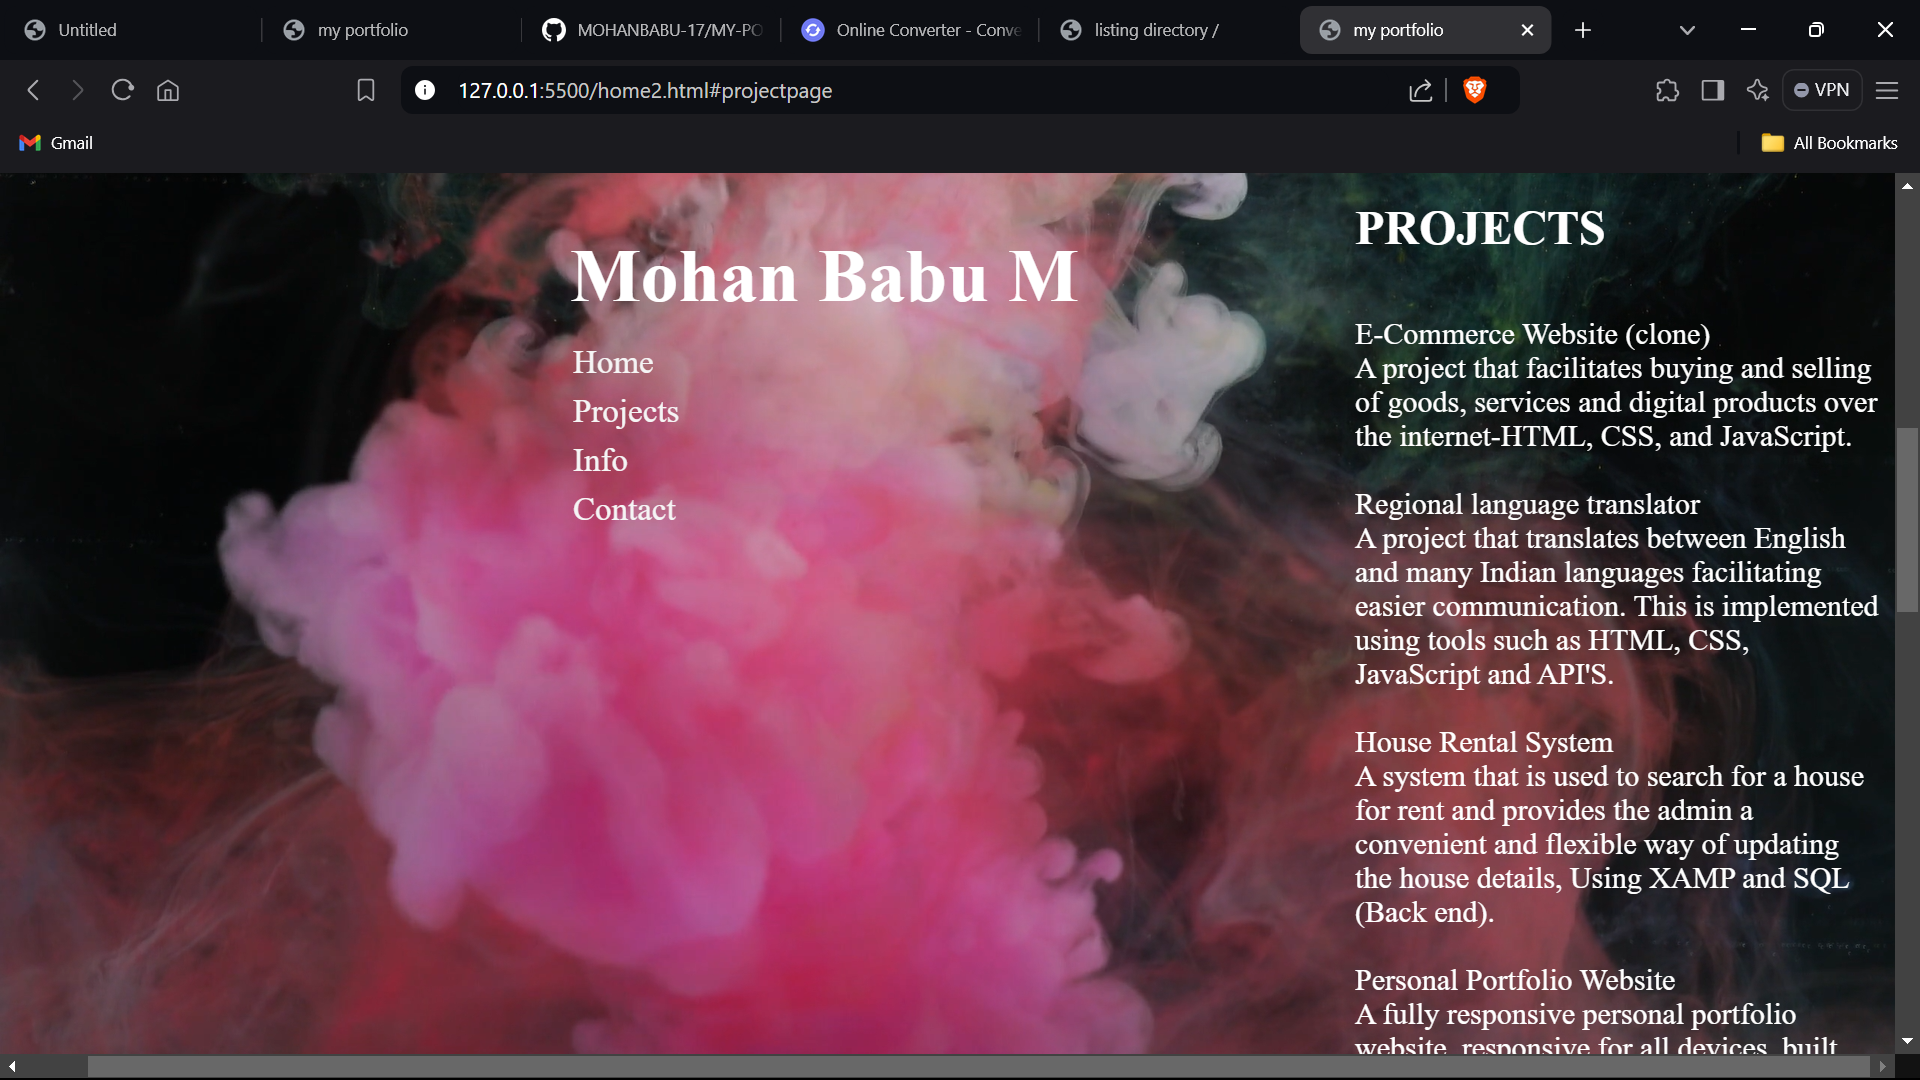 Untitled
my portfolio
MOHANBABU-17/MY-PO
Online Converter - Conve
listing directory /
my portfolio
127.0.0.1:5500/home2.html#projectpage
VPN
Gmail
All Bookmarks
Mohan Babu M
Home
Projects
Info
Contact
PROJECTS
E-Commerce Website (clone)
A project that facilitates buying and selling
of goods, services and digital products over
the internet-HTML, CSS, and JavaScript.
Regional language translator
A project that translates between English
and many Indian languages facilitating
easier communication. This is implemented
using tools such as HTML, CSS,
JavaScript and API'S.
House Rental System
A system that is used to search for a house
for rent and provides the admin a
convenient and flexible way of updating
the house details, Using XAMP and SQL
(Back end).
Personal Portfolio Website
A fully responsive personal portfolio
website, responsive for all devices, built